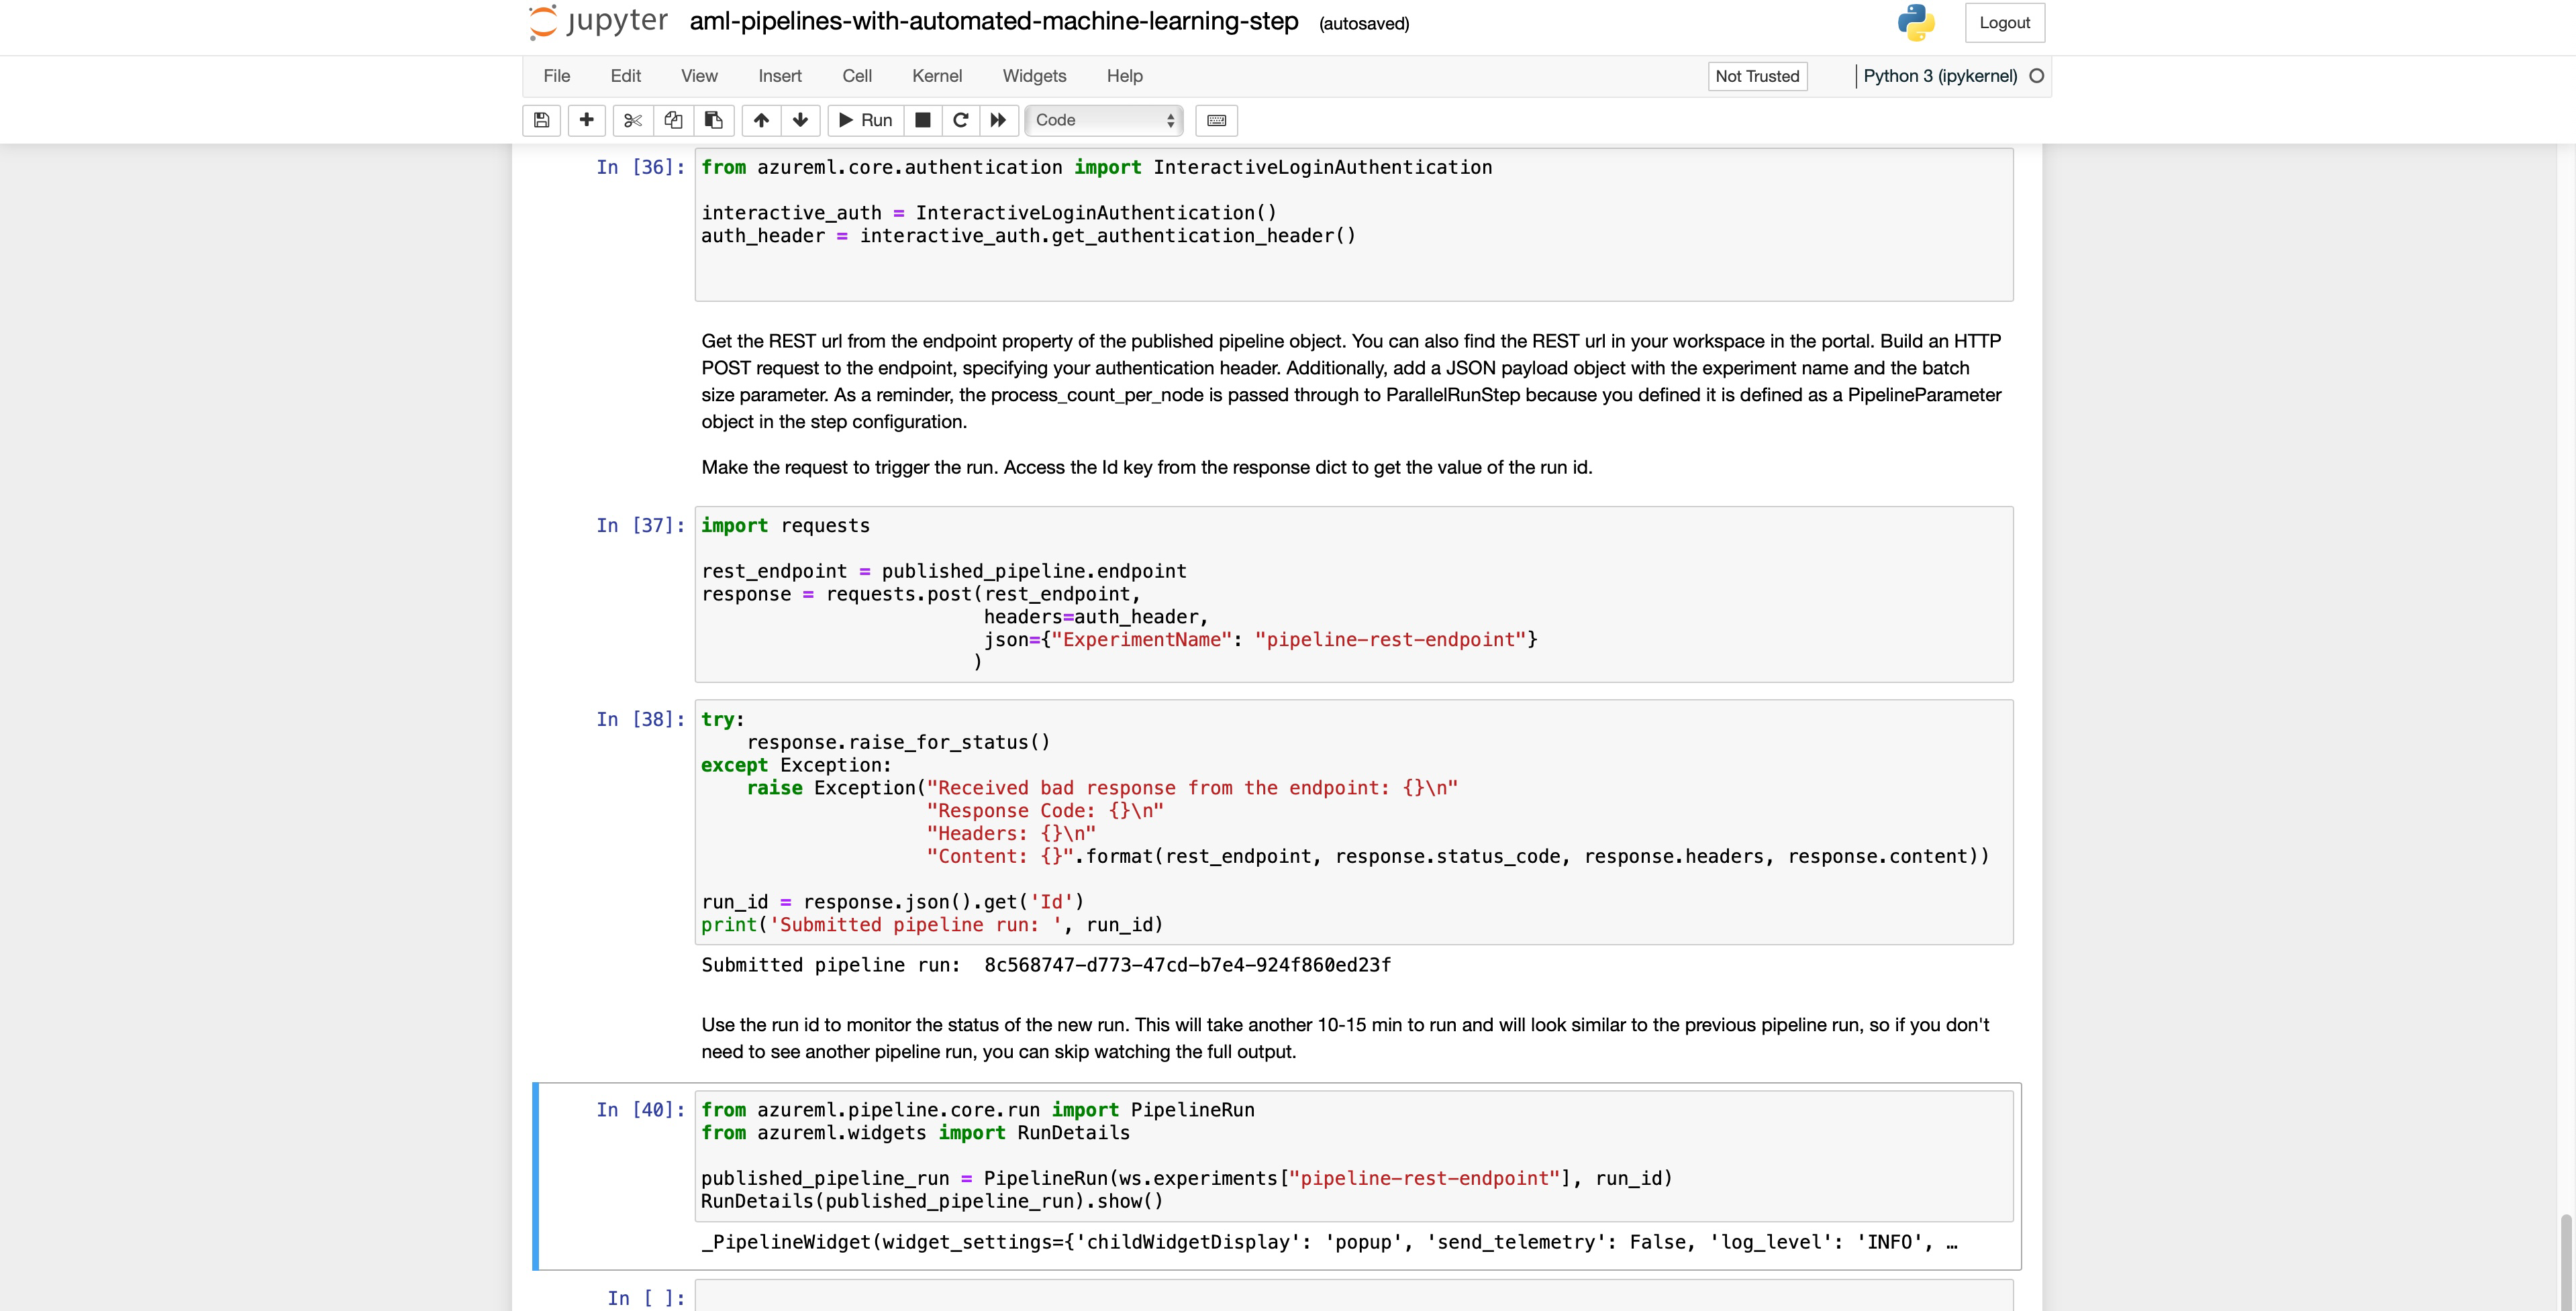 jupyter aml-pipelines-with-automated-machine-learning-step (autosaved) Logout
File Edit View Insert Cell Kernel Widgets Help Not Trusted Python 3 (ipykernel)
Run Code
In [36]: from azureml.core.authentication import InteractiveLoginAuthentication
interactive_auth = InteractiveLoginAuthentication()
auth_header = interactive_auth.get_authentication_header()
Get the REST url from the endpoint property of the published pipeline object. You can also find the REST url in your workspace in the portal. Build an HTTP
POST request to the endpoint, specifying your authentication header. Additionally, add a JSON payload object with the experiment name and the batch
size parameter. As a reminder, the process_count_per_node is passed through to ParallelRunStep because you defined it is defined as a PipelineParameter
object in the step configuration.
Make the request to trigger the run. Access the Id key from the response dict to get the value of the run id.
In [37]: import requests
rest_endpoint = published_pipeline.endpoint
response = requests.post(rest_endpoint,
headers=auth_header,
json={"ExperimentName": "pipeline-rest-endpoint"}
)
In [38]: try:
response.raise_for_status()
except Exception:
raise Exception("Received bad response from the endpoint: {}\n"
"Response Code: {}\n"
"Headers: {}\n"
"Content: {}".format(rest_endpoint, response.status_code, response.headers, response.content))
run_id = response.json().get('Id')
print('Submitted pipeline run: ', run_id)
Submitted pipeline run:  8c568747-d773-47cd-b7e4-924f860ed23f
Use the run id to monitor the status of the new run. This will take another 10-15 min to run and will look similar to the previous pipeline run, so if you don't
need to see another pipeline run, you can skip watching the full output.
In [40]: from azureml.pipeline.core.run import PipelineRun
from azureml.widgets import RunDetails
published_pipeline_run = PipelineRun(ws.experiments["pipeline-rest-endpoint"], run_id)
RunDetails(published_pipeline_run).show()
_PipelineWidget(widget_settings={'childWidgetDisplay': 'popup', 'send_telemetry': False, 'log_level': 'INFO', …
In [ ]: